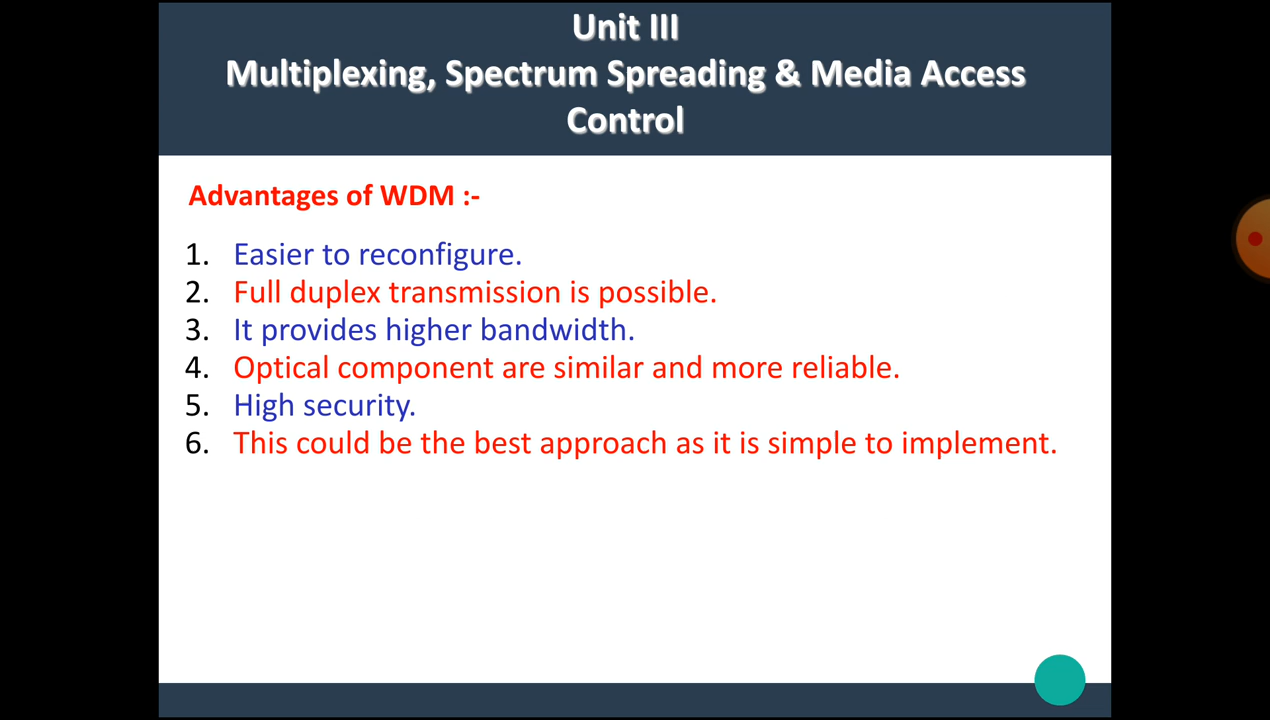 Unit III
Multiplexing, Spectrum Spreading & Media Access
Control
Advantages of WDM :-
1. Easier to reconfigure.
2. Full duplex transmission is possible.
3. It provides higher bandwidth.
4. Optical component are similar and more reliable.
5. High security.
6. This could be the best approach as it is simple to implement.